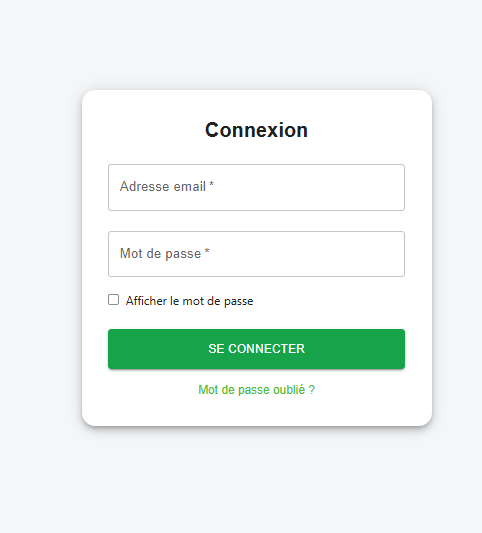 Connexion
Adresse email *
Mot de passe *
Afficher le mot de passe
SE CONNECTER
Mot de passe oublié ?